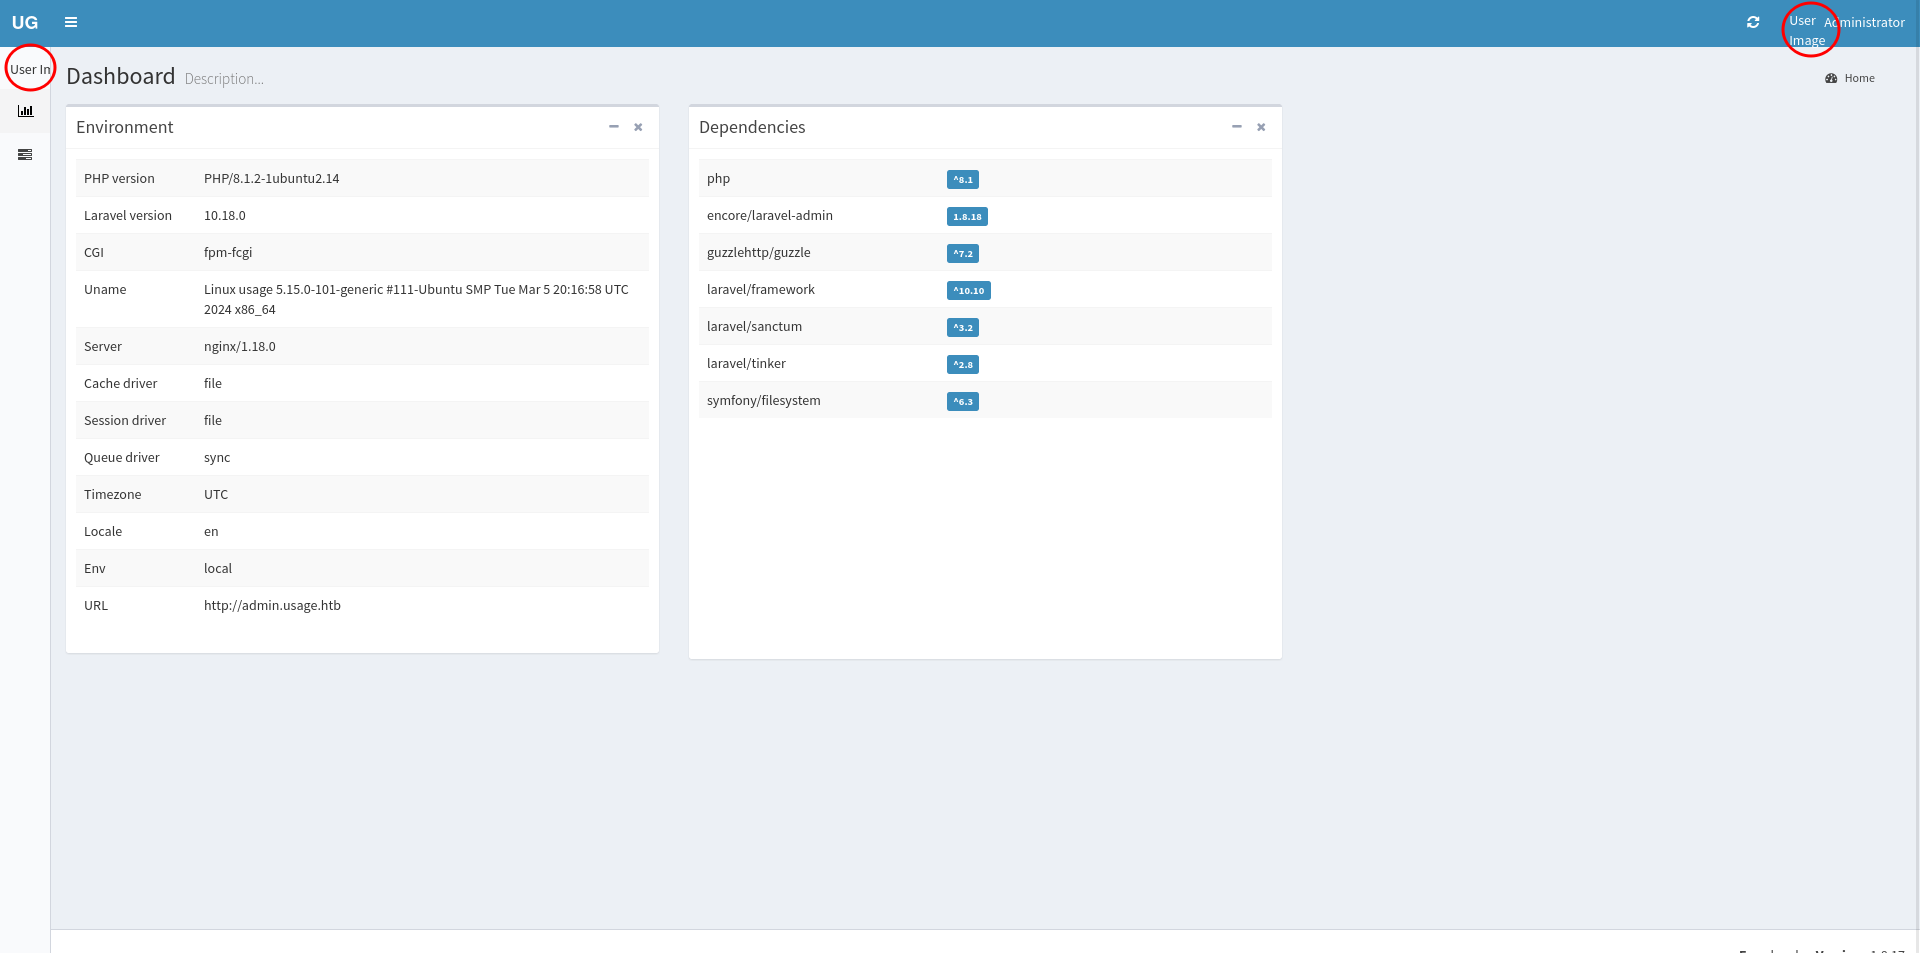 UG
User
Image
Administrator
User In
Dashboard Description...
Home
Environment
PHP version PHP/8.1.2-1ubuntu2.14
Laravel version 10.18.0
CGI fpm-fcgi
Uname Linux usage 5.15.0-101-generic #111-Ubuntu SMP Tue Mar 5 20:16:58 UTC
2024 x86_64
Server nginx/1.18.0
Cache driver file
Session driver file
Queue driver sync
Timezone UTC
Locale en
Env local
URL http://admin.usage.htb
Dependencies
php ^8.1
encore/laravel-admin 1.8.18
guzzlehttp/guzzle ^7.2
laravel/framework ^10.10
laravel/sanctum ^3.2
laravel/tinker ^2.8
symfony/filesystem ^6.3